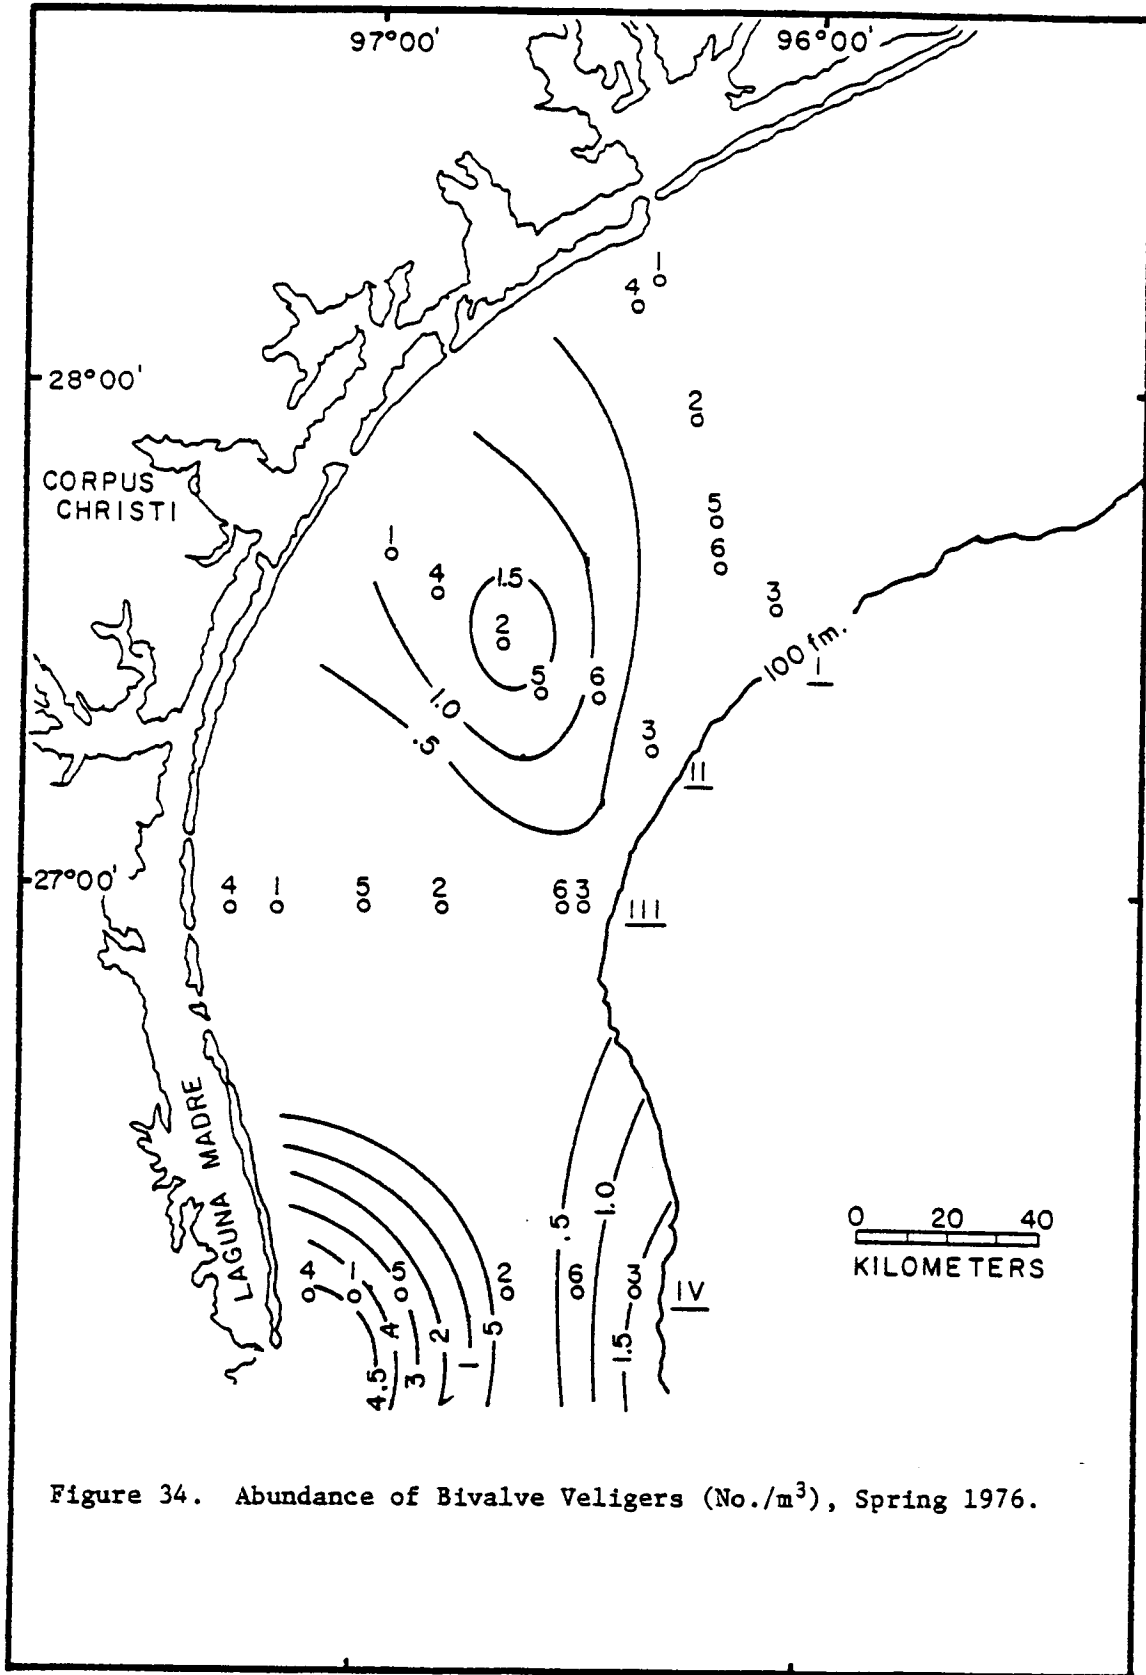 97°00' 96°00'
1
4
28°00'
2
CORPUS
CHRISTI
5
1
6
4
1.5
3
2
100 fm.
I
5 6
1.0
.5
3
II
27°00'
4 1 5 2 6 3
III
LAGUNA MADRE
1.0
.5
0 20 40
KILOMETERS
4 1 5 2 6 3
IV
4.5 3 4 2 1 .5 1.5
Figure 34. Abundance of Bivalve Veligers (No./m³), Spring 1976.